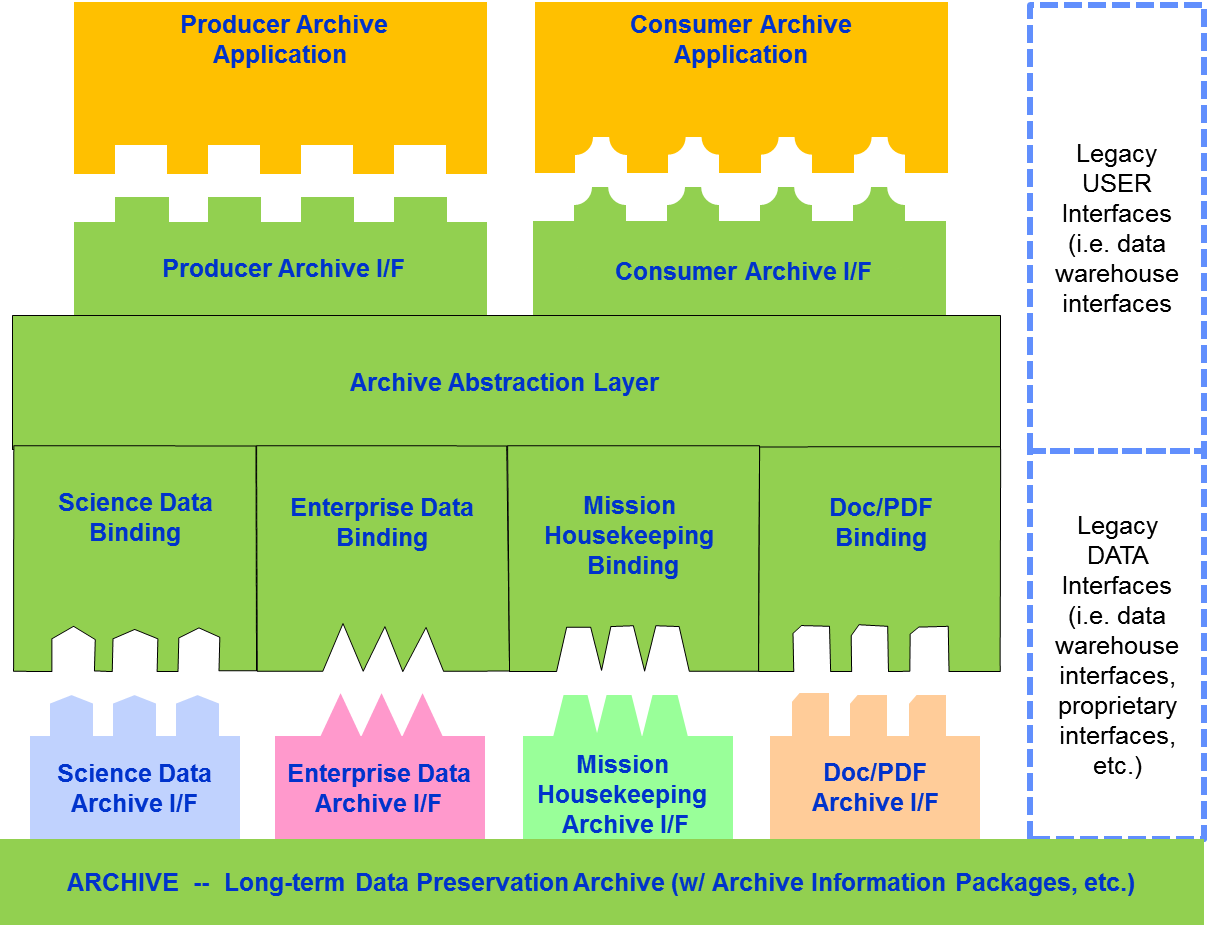 Producer Archive
Application
Consumer Archive
Application
Producer Archive I/F
Consumer Archive I/F
Archive Abstraction Layer
Science Data
Binding
Enterprise Data
Binding
Mission
Housekeeping
Binding
Doc/PDF
Binding
Science Data
Archive I/F
Enterprise Data
Archive I/F
Mission
Housekeeping
Archive I/F
Doc/PDF
Archive I/F
ARCHIVE -- Long-term Data Preservation Archive (w/ Archive Information Packages, etc.)
Legacy
USER
Interfaces
(i.e. data
warehouse
interfaces
Legacy
DATA
Interfaces
(i.e. data
warehouse
interfaces,
proprietary
interfaces,
etc.)